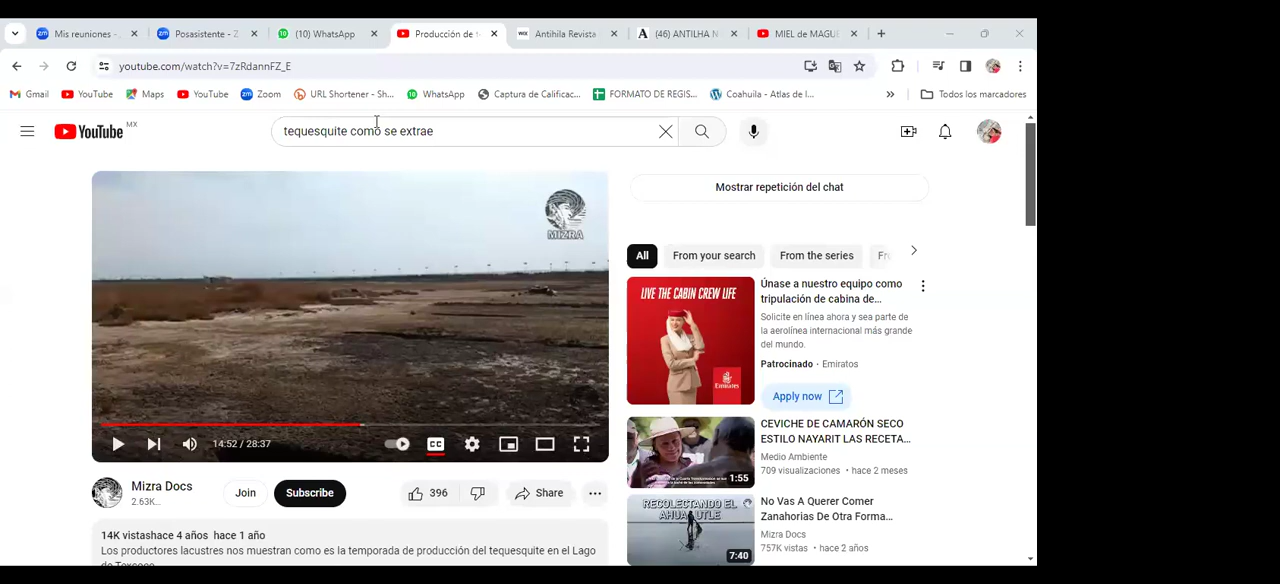 Mis reuniones -
Posasistente - Z
(10) WhatsApp
Producción de t
WIX
Antihila Revista
A
(46) ANTILHA N
MIEL de MAGUE
youtube.com/watch?v=7zRdannFZ_E
Gmail
YouTube
Maps
YouTube
Zoom
URL Shortener - Sh...
WhatsApp
Captura de Calificac...
FORMATO DE REGIS...
Coahuila - Atlas de l...
Todos los marcadores
YouTube MX
tequesquite como se extrae
MIZRA
Mostrar repetición del chat
All
From your search
From the series
Fr
LIVE THE CABIN CREW LIFE
Emirates
Únase a nuestro equipo como
tripulación de cabina de...
Solicite en línea ahora y sea parte de
la aerolínea internacional más grande
del mundo.
Patrocinado · Emiratos
Apply now
14:52 / 28:37
CC
1:55
CEVICHE DE CAMARÓN SECO
ESTILO NAYARIT LAS RECETA...
Medio Ambiente
709 visualizaciones • hace 2 meses
Mizra Docs
2.63K...
Join
Subscribe
396
Share
RECOLECTANDO EL
AHUAUTLE
7:40
No Vas A Querer Comer
Zanahorias De Otra Forma...
Mizra Docs
757K vistas • hace 2 años
14K vistashace 4 años hace 1 año
Los productores lacustres nos muestran como es la temporada de producción del tequesquite en el Lago
de Texcoco